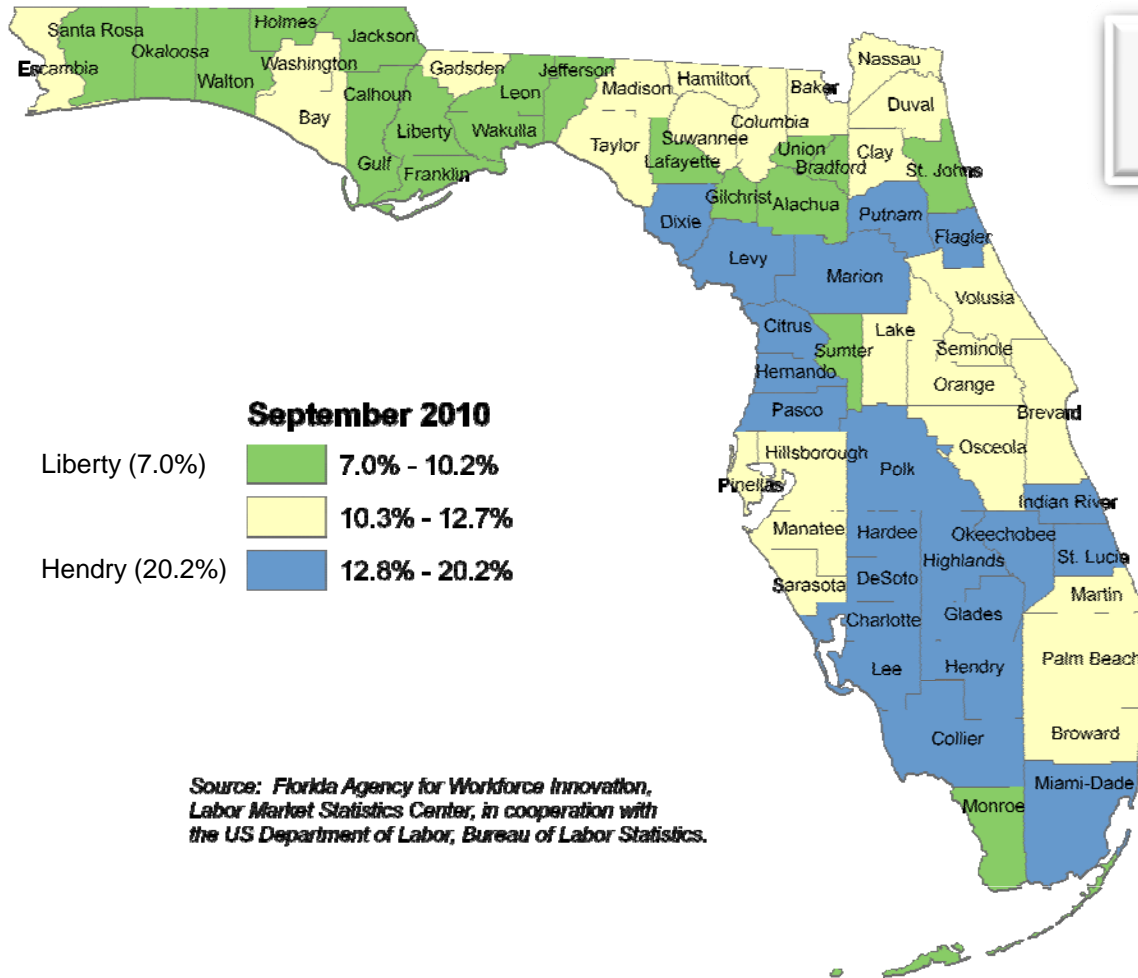 Santa Rosa
Holmes
Jackson
Okaloosa
Escambia
Walton
Washington
Gadsden
Jefferson
Leon
Calhoun
Bay
Liberty
Wakulla
Gulf
Franklin
Madison
Hamilton
Baker
Nassau
Duval
Columbia
Suwannee
Taylor
Lafayette
Union
Bradford
Clay
St. Johns
Gilchrist
Alachua
Dixie
Putnam
Flagler
Levy
Marion
Volusia
Citrus
Lake
Sumter
Seminole
Hernando
Orange
Pasco
Brevard
Osceola
Hillsborough
Polk
Pinellas
Indian River
Manatee
Hardee
Okeechobee
Highlands
St. Lucie
DeSoto
Sarasota
Martin
Charlotte
Glades
Palm Beach
Lee
Hendry
Collier
Broward
Miami-Dade
Monroe
September 2010
Liberty (7.0%) 7.0% - 10.2%
10.3% - 12.7%
Hendry (20.2%) 12.8% - 20.2%
Source: Florida Agency for Workforce Innovation,
Labor Market Statistics Center, in cooperation with
the US Department of Labor, Bureau of Labor Statistics.